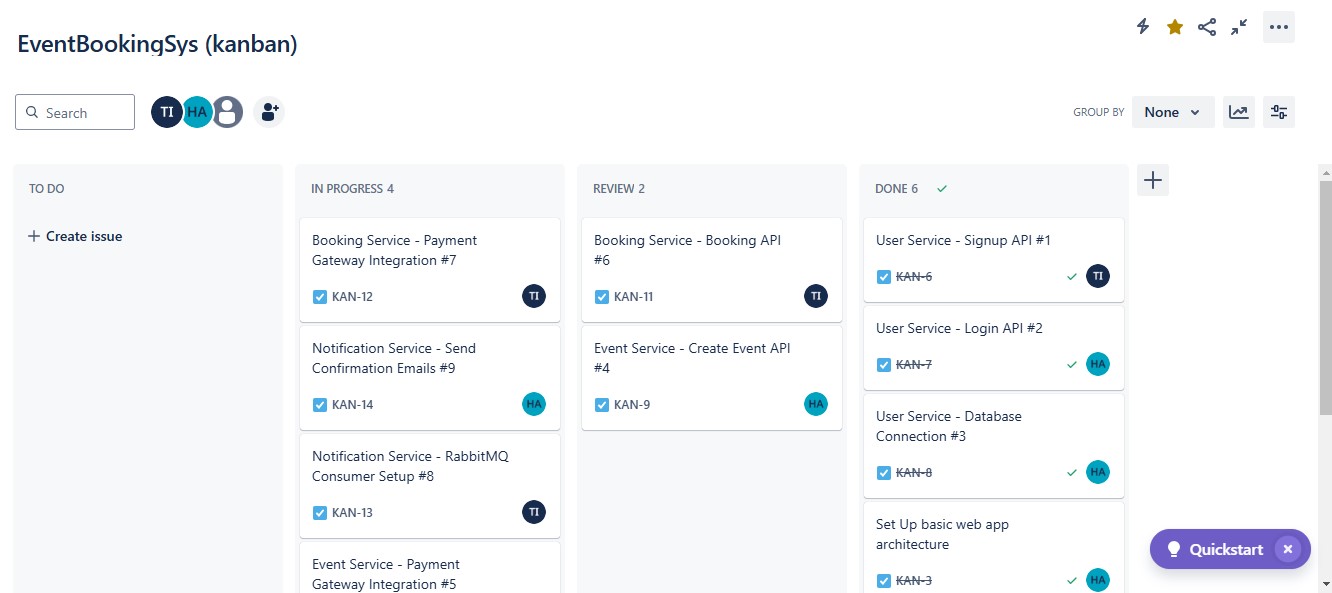 EventBookingSys (kanban)
Search
TI HA
GROUP BY None
TO DO
Create issue
IN PROGRESS 4
Booking Service - Payment
Gateway Integration #7
KAN-12 TI
Notification Service - Send
Confirmation Emails #9
KAN-14 HA
Notification Service - RabbitMQ
Consumer Setup #8
KAN-13 TI
Event Service - Payment
Gateway Integration #5
REVIEW 2
Booking Service - Booking API
#6
KAN-11 TI
Event Service - Create Event API
#4
KAN-9 HA
DONE 6
User Service - Signup API #1
KAN-6 TI
User Service - Login API #2
KAN-7 HA
User Service - Database
Connection #3
KAN-8 HA
Set Up basic web app
architecture
KAN-3 HA
Quickstart